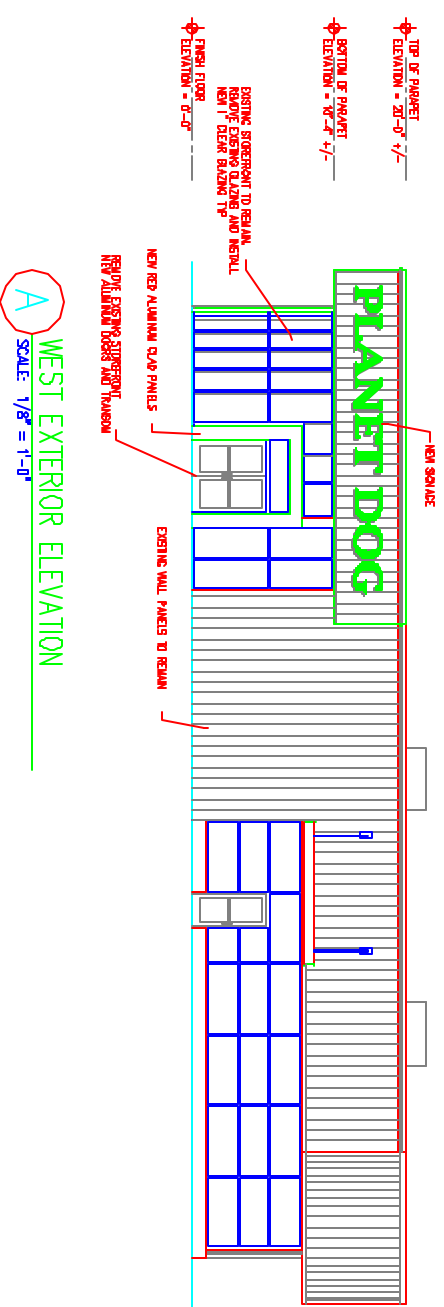 TOP OF PARAPET
ELEVATION = 20'-0" +/-
BOTTOM OF PARAPET
ELEVATION = 10'-4" +/-
FINISH FLOOR
ELEVATION = 0'-0"
EXISTING STOREFRONT TO REMAIN.
REMOVE EXISTING GLAZING AND INSTALL
NEW 1" CLEAR GLAZING TYP
NEW SIGNAGE
PLANET DOG
NEW RED ALUMINUM CLAD PANELS
REMOVE EXISTING STOREFRONT
NEW ALUMINUM DOORS AND TRANSOM
EXISTING WALL PANELS TO REMAIN
A
WEST EXTERIOR ELEVATION
SCALE: 1/8" = 1'-0"